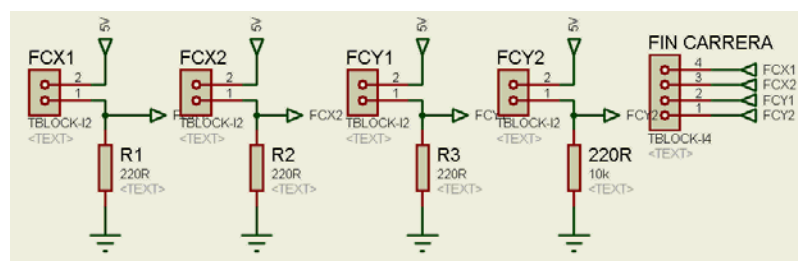 5V
5V
5V
5V
FCX1
FCX2
FCY1
FCY2
FIN CARRERA
2
1
2
1
2
1
2
1
4
3
2
1
FCX1
FCX2
FCY1
FCY2
FCX2
FCY2
TBLOCK-I2
TBLOCK-I2
TBLOCK-I2
TBLOCK-I2
TBLOCK-I4
<TEXT>
<TEXT>
<TEXT>
<TEXT>
<TEXT>
R1
220R
<TEXT>
R2
220R
<TEXT>
R3
220R
<TEXT>
220R
10k
<TEXT>